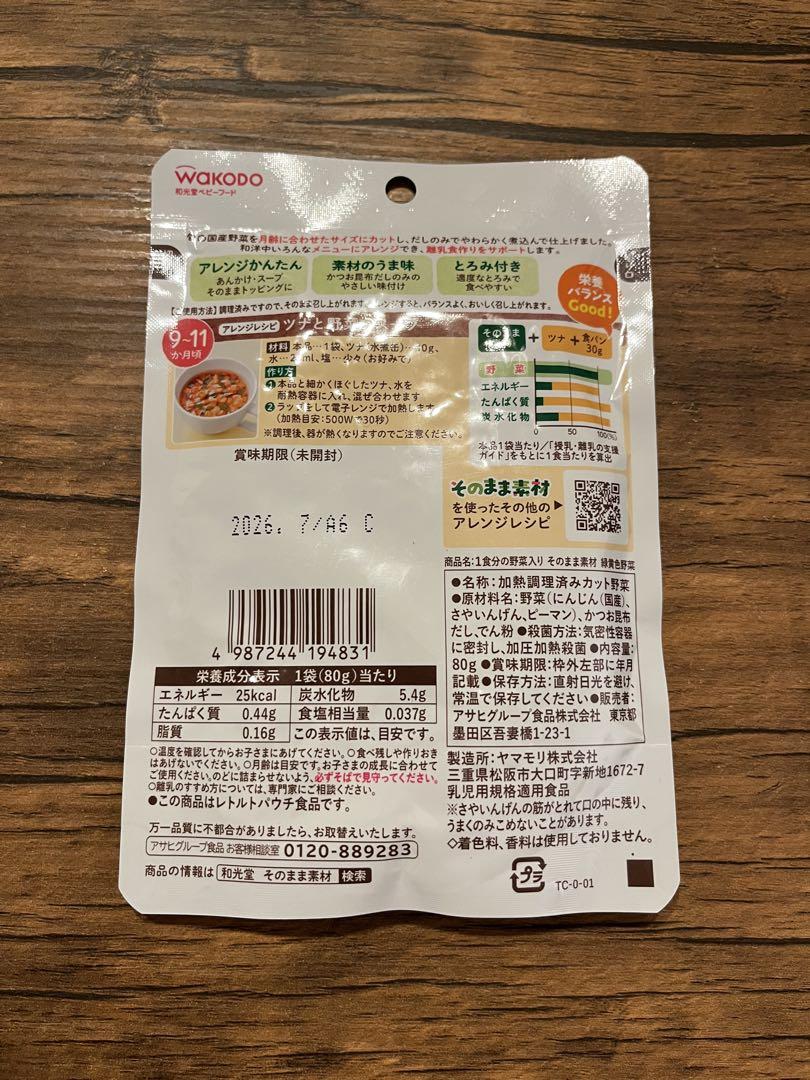 WAKODO
和光堂ベビーフード
の国産野菜を月齢に合わせたサイズにカットし、だしのみでやわらかく煮込んで仕上げました。
和洋中いろんなメニューにアレンジでき、離乳食作りをサポートします。
アレンジかんたん
あんかけ・スープ
そのままトッピングに
素材のうま味
かつお昆布だしのみの
やさしい味付け
とろみ付き
適度なとろみで
食べやすい
栄養
バランス
Good!
【ご使用方法】調理済みですので、そのまま召し上がれます。アレンジすると、バランスよく、おいしく召し上がれます。
9~11
か月頃
アレンジレシピ ツナと野菜
材料 本品…1袋、ツナ(水煮缶)
塩…少々(お好みで)
作り方
①本品と細かくほぐしたツナ、水を
耐熱容器に入れ、混ぜ合わせます
②ラップをして電子レンジで加熱します
(加熱目安:500Wで30秒)
※調理後、器が熱くなりますのでご注意ください。
そのまま + ツナ + 食パン
30g
野菜
エネルギー
たんぱく質
炭水化物
0 50 100(%)
本品1袋当たり/「授乳・離乳の支援
ガイド」をもとに1食当たりを算出
賞味期限(未開封)
2026. 7/A6 C
そのまま素材
を使ったその他の
アレンジレシピ
4 987244 194831
栄養成分表示 1袋(80g)当たり
エネルギー 25kcal 炭水化物 5.4g
たんぱく質 0.44g 食塩相当量 0.037g
脂質 0.16g この表示値は、目安です。
○温度を確認してからお子さまにあげてください。○食べ残しや作りおき
はあげないでください。○月齢は目安です。お子さまの成長に合わせて
ご使用ください。のどに詰まらせないよう、必ずそばで見守ってください。
○離乳のすすめ方については、専門家にご相談ください。
●この商品はレトルトパウチ食品です。
万一品質に不都合がありましたら、お取替えいたします。
アサヒグループ食品 お客様相談室 0120-889283
商品の情報は 和光堂 そのまま素材 検索
商品名:1食分の野菜入り そのまま素材 緑黄色野菜
●名称:加熱調理済みカット野菜
●原材料名:野菜(にんじん(国産)、
さやいんげん、ピーマン)、かつお昆布
だし、でん粉 ●殺菌方法:気密性容器
に密封し、加圧加熱殺菌 ●内容量:
80g ●賞味期限:枠外左部に年月
記載 ●保存方法:直射日光を避け、
常温で保存してください ●販売者:
アサヒグループ食品株式会社 東京都
墨田区吾妻橋1-23-1
製造所:ヤマモリ株式会社
三重県松阪市大口町字新地1672-7
乳児用規格適用食品
※さやいんげんの筋がとれて口の中に残り、
うまくのみこめないことがあります。
◇着色料、香料は使用しておりません。
プラ
TC-0-01